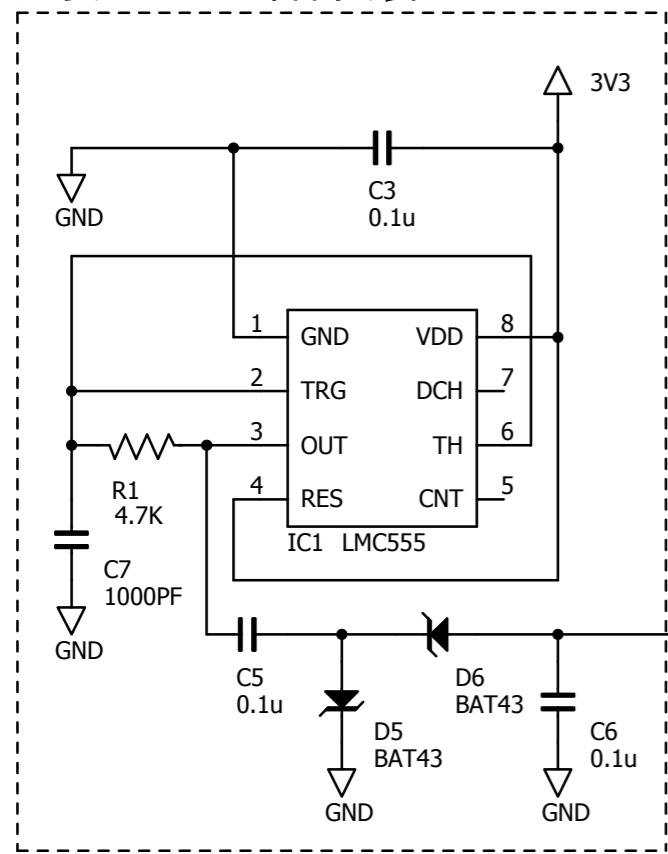 3V3
C3
0.1u
GND
1 GND VDD 8
2 TRG DCH 7
3 OUT TH 6
4 RES CNT 5
R1
4.7K
IC1 LMC555
C7
1000PF
GND
C5
0.1u
D6
BAT43
D5
BAT43
C6
0.1u
GND
GND